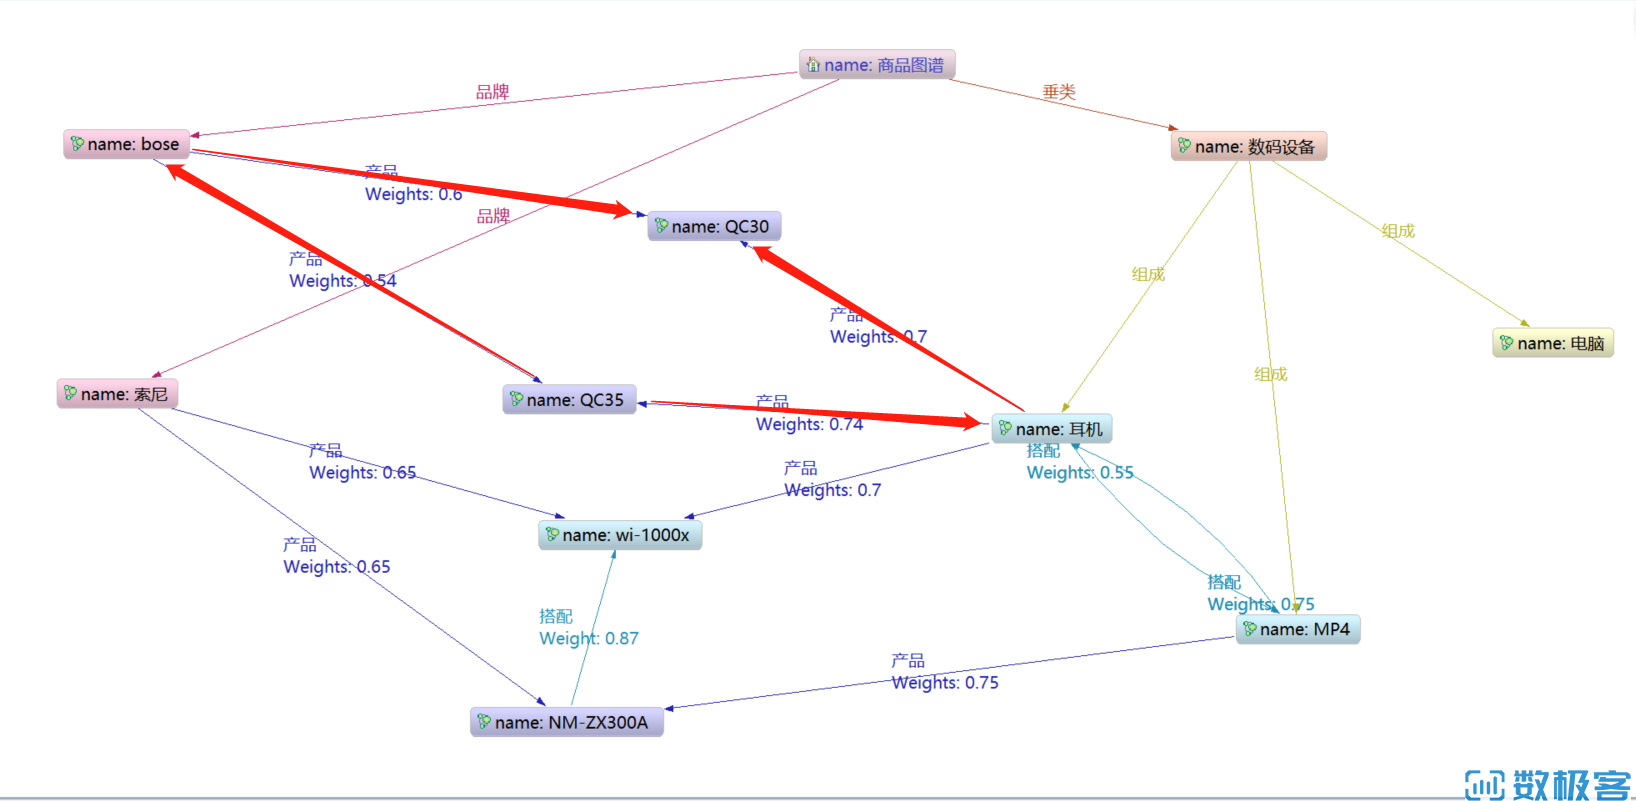 name: 商品图谱
品牌
垂类
name: bose
name: 数码设备
产品
Weights: 0.6
品牌
name: QC30
组成
产品
Weights: 0.54
组成
产品
Weights: 0.7
name: 电脑
组成
name: 索尼
name: QC35
产品
Weights: 0.74
name: 耳机
产品
Weights: 0.65
搭配
Weights: 0.55
产品
Weights: 0.7
name: wi-1000x
产品
Weights: 0.65
搭配
Weights: 0.75
搭配
Weight: 0.87
name: MP4
产品
Weights: 0.75
name: NM-ZX300A
数极客